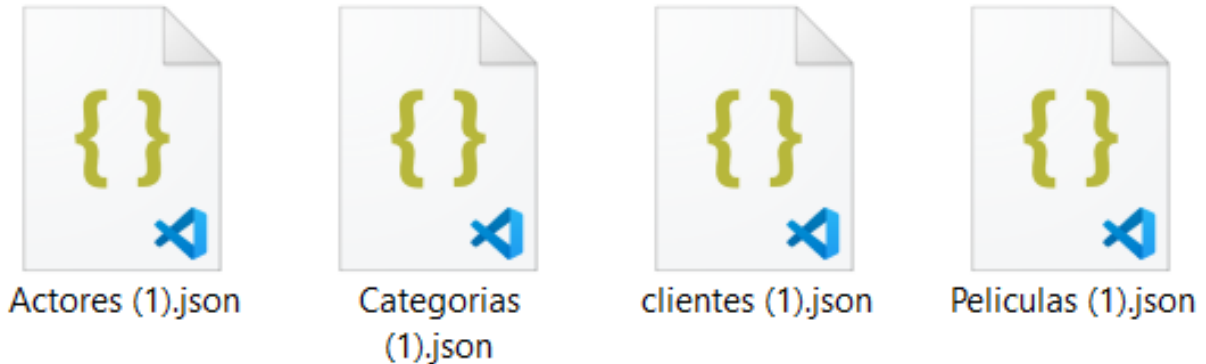 Actores (1).json
Categorias
(1).json
clientes (1).json
Peliculas (1).json